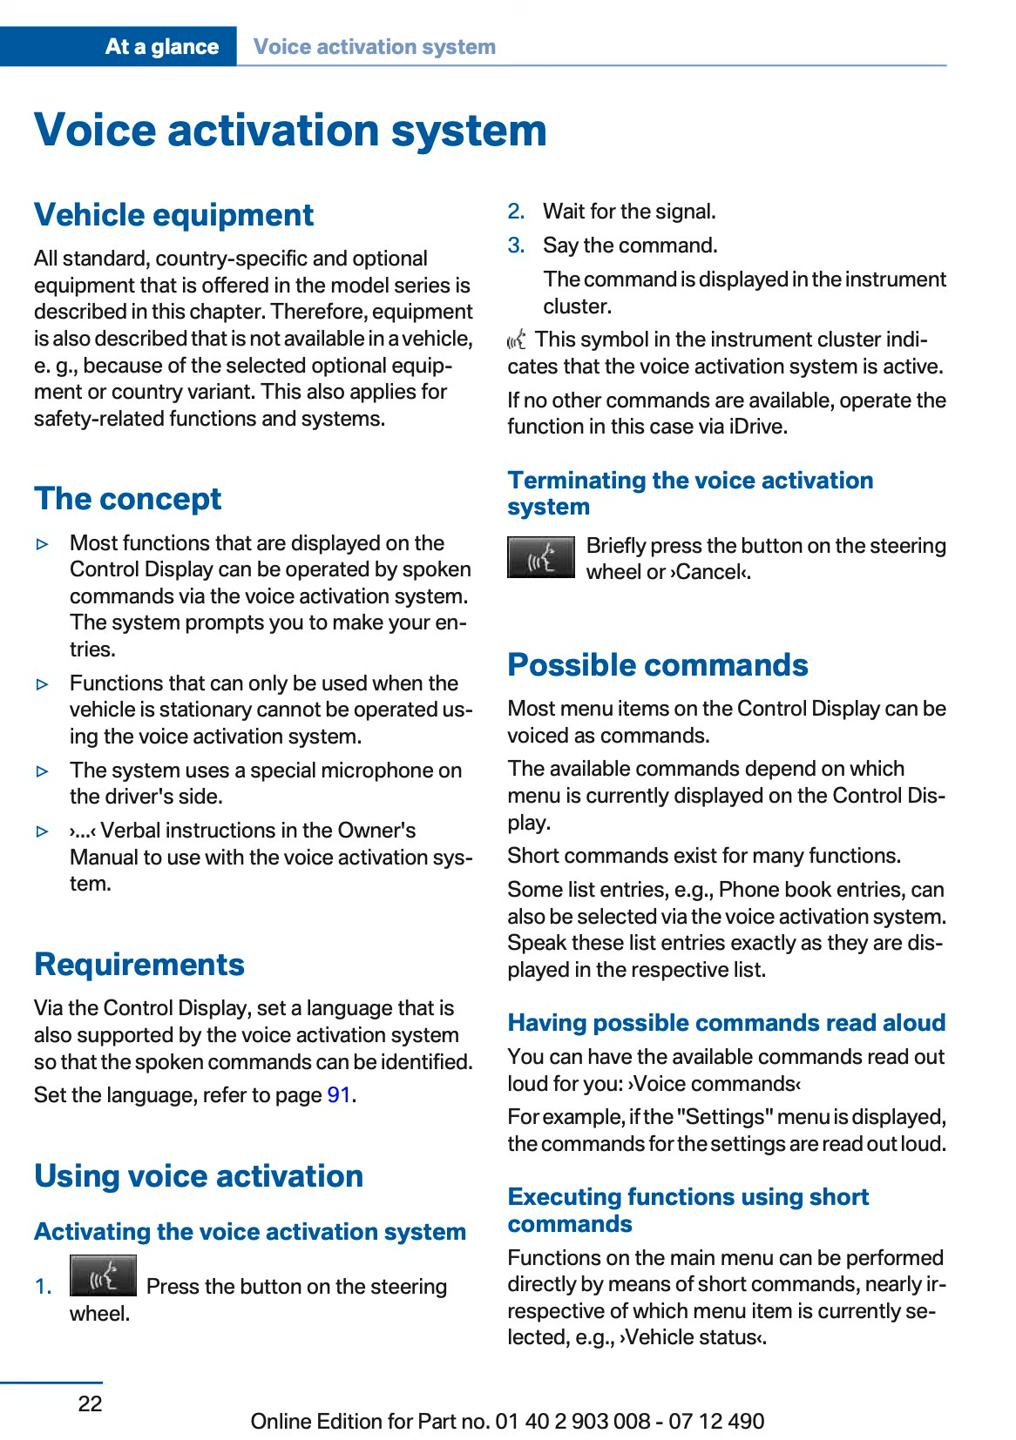 At a glance
Voice activation system
Voice activation system
Vehicle equipment
All standard, country-specific and optional
equipment that is offered in the model series is
described in this chapter. Therefore, equipment
is also described that is not available in a vehicle,
e. g., because of the selected optional equip-
ment or country variant. This also applies for
safety-related functions and systems.
The concept
▷ Most functions that are displayed on the
Control Display can be operated by spoken
commands via the voice activation system.
The system prompts you to make your en-
tries.
▷ Functions that can only be used when the
vehicle is stationary cannot be operated us-
ing the voice activation system.
▷ The system uses a special microphone on
the driver's side.
▷ ›...‹ Verbal instructions in the Owner's
Manual to use with the voice activation sys-
tem.
Requirements
Via the Control Display, set a language that is
also supported by the voice activation system
so that the spoken commands can be identified.
Set the language, refer to page 91.
Using voice activation
Activating the voice activation system
1. Press the button on the steering
wheel.
2. Wait for the signal.
3. Say the command.
The command is displayed in the instrument
cluster.
This symbol in the instrument cluster indi-
cates that the voice activation system is active.
If no other commands are available, operate the
function in this case via iDrive.
Terminating the voice activation
system
Briefly press the button on the steering
wheel or ›Cancel‹.
Possible commands
Most menu items on the Control Display can be
voiced as commands.
The available commands depend on which
menu is currently displayed on the Control Dis-
play.
Short commands exist for many functions.
Some list entries, e.g., Phone book entries, can
also be selected via the voice activation system.
Speak these list entries exactly as they are dis-
played in the respective list.
Having possible commands read aloud
You can have the available commands read out
loud for you: ›Voice commands‹
For example, if the "Settings" menu is displayed,
the commands for the settings are read out loud.
Executing functions using short
commands
Functions on the main menu can be performed
directly by means of short commands, nearly ir-
respective of which menu item is currently se-
lected, e.g., ›Vehicle status‹.
22
Online Edition for Part no. 01 40 2 903 008 - 07 12 490